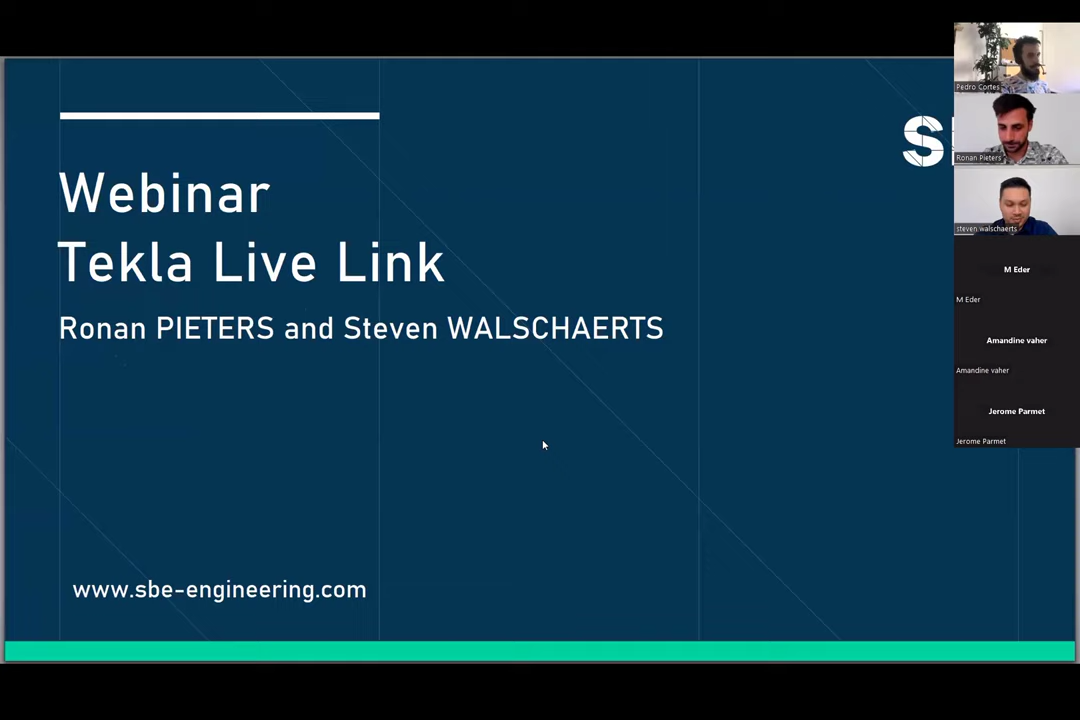 Webinar
Tekla Live Link
Ronan PIETERS and Steven WALSCHAERTS
www.sbe-engineering.com
S
Pedro Cortes
Ronan Pieters
steven walschaerts
M Eder
M Eder
Amandine vaher
Amandine vaher
Jerome Parmet
Jerome Parmet